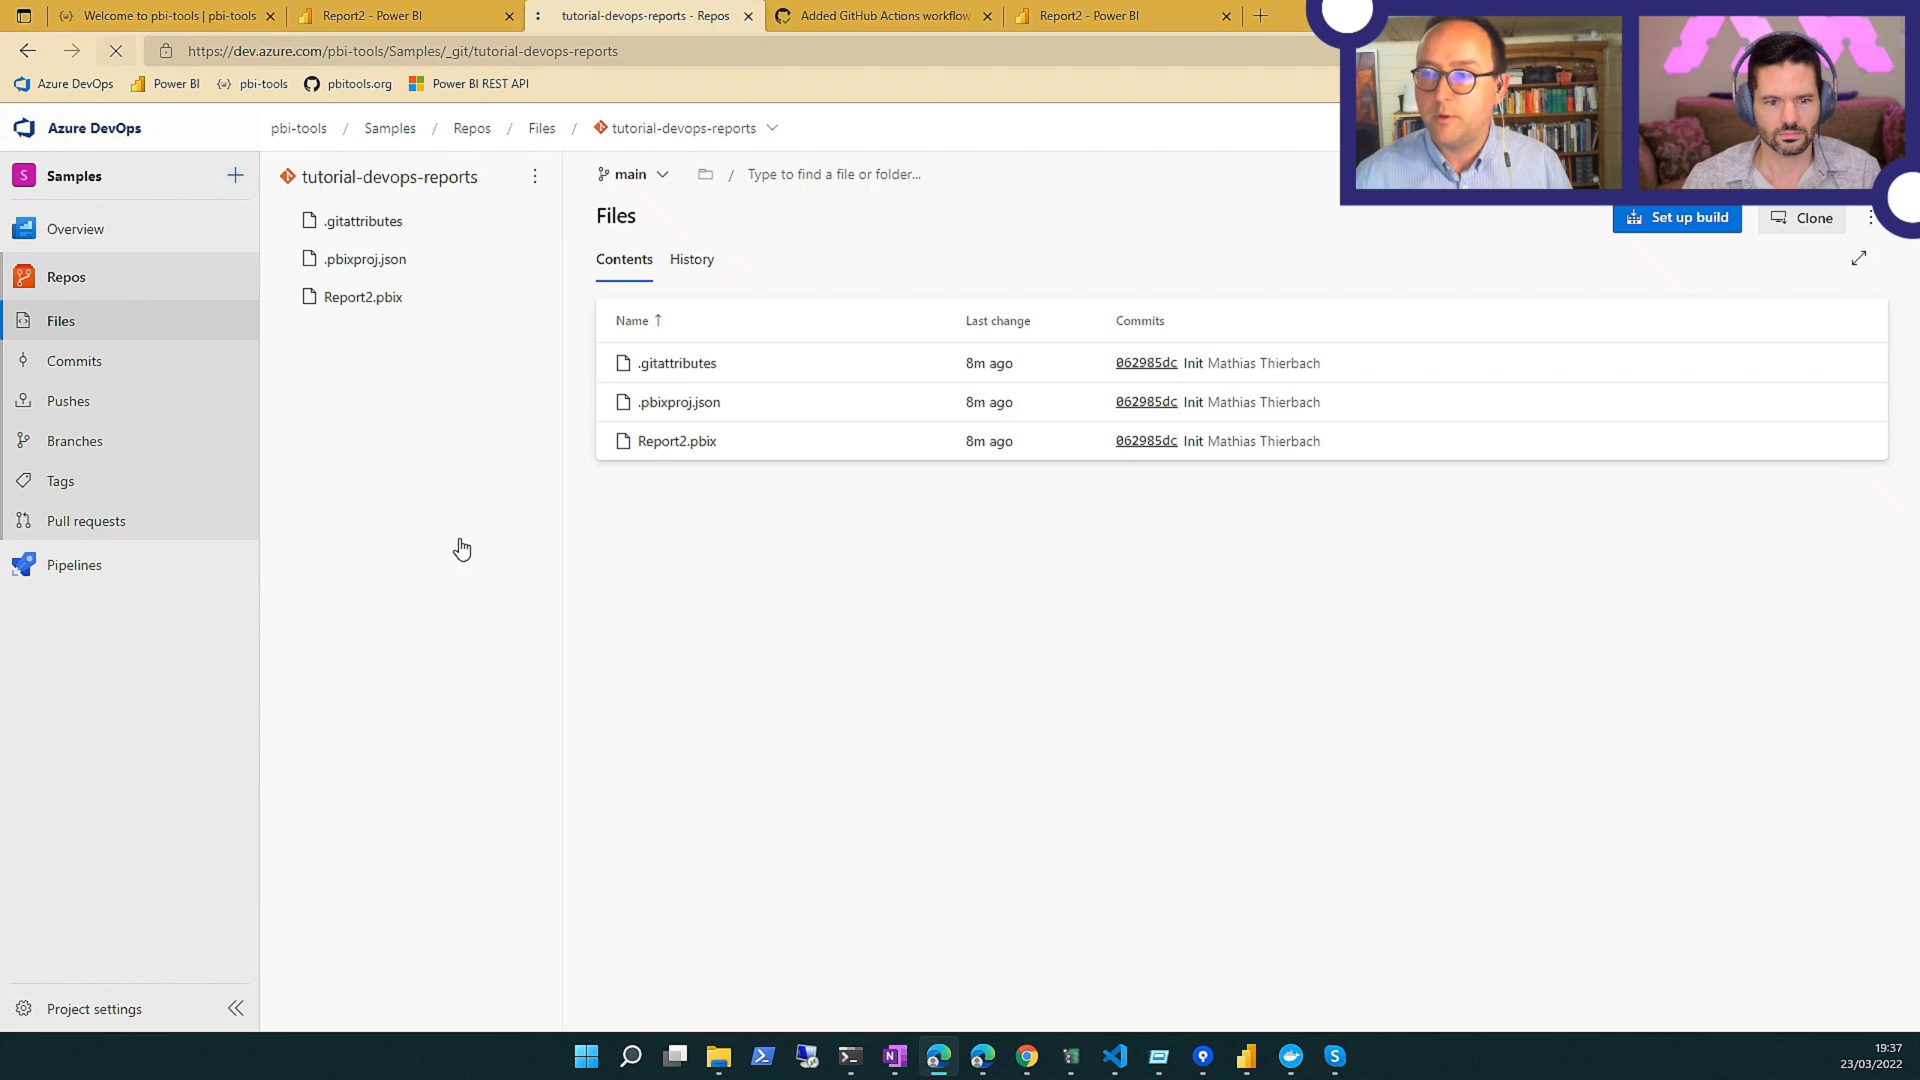 Welcome to pbi-tools | pbi-tools
Report2 - Power BI
tutorial-devops-reports - Repos
Added GitHub Actions workflow
Report2 - Power BI
https://dev.azure.com/pbi-tools/Samples/_git/tutorial-devops-reports
Azure DevOps
Power BI
pbi-tools
pbitools.org
Power BI REST API
Azure DevOps
pbi-tools / Samples / Repos / Files / tutorial-devops-reports
S Samples
Overview
Repos
Files
Commits
Pushes
Branches
Tags
Pull requests
Pipelines
Project settings
tutorial-devops-reports
.gitattributes
.pbixproj.json
Report2.pbix
main / Type to find a file or folder...
Files
Set up build
Clone
Contents History
Name Last change Commits
.gitattributes 8m ago 062985dc Init Mathias Thierbach
.pbixproj.json 8m ago 062985dc Init Mathias Thierbach
Report2.pbix 8m ago 062985dc Init Mathias Thierbach
19:37
23/03/2022